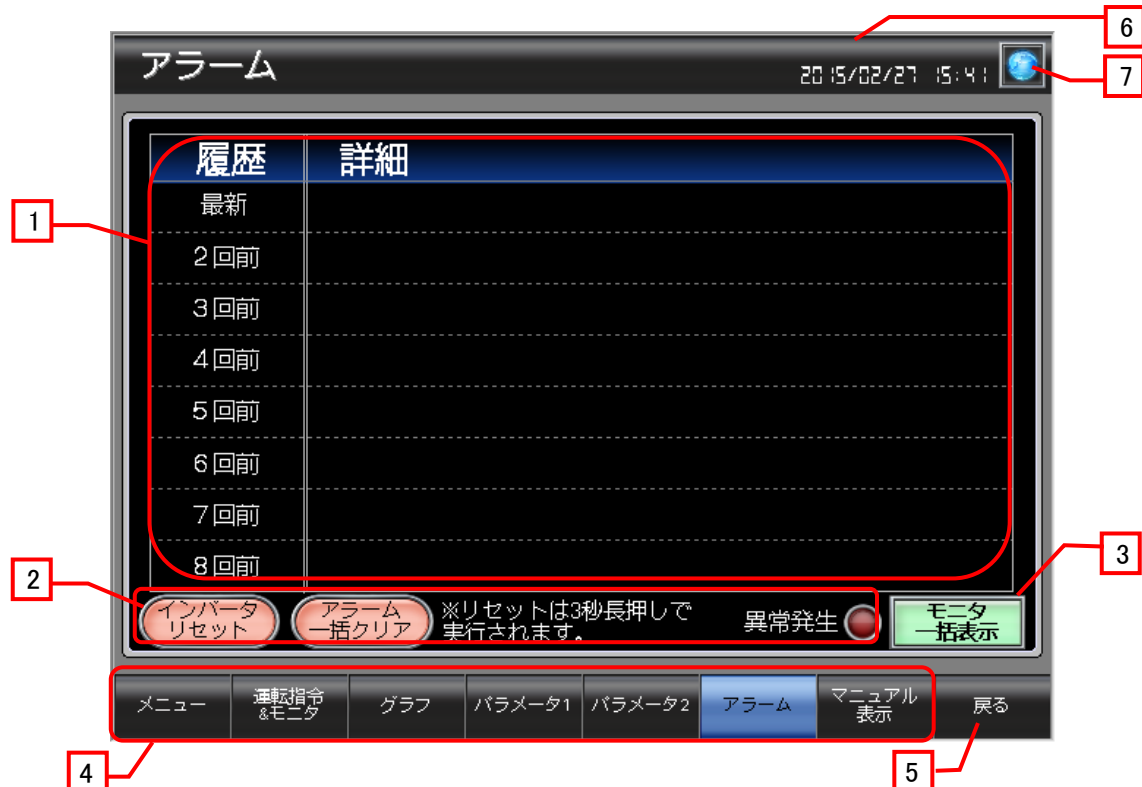 6
アラーム
2015/02/27 15:41
7
履歴 詳細
最新
1
2回前
3回前
4回前
5回前
6回前
7回前
3
8回前
2
インバータ
リセット
アラーム
一括クリア
※リセットは3秒長押しで
実行されます。
異常発生
モニタ
一括表示
メニュー
運転指令
&モニタ
グラフ
パラメータ1
パラメータ2
アラーム
マニュアル
表示
戻る
4
5